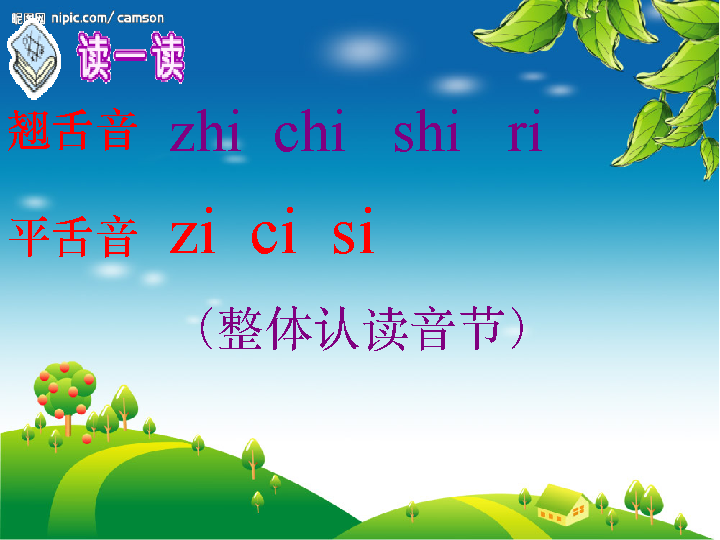 昵图网 nipic.com/ camson
读一读
翘舌音 zhi chi shi ri
平舌音 zi ci si
（整体认读音节）